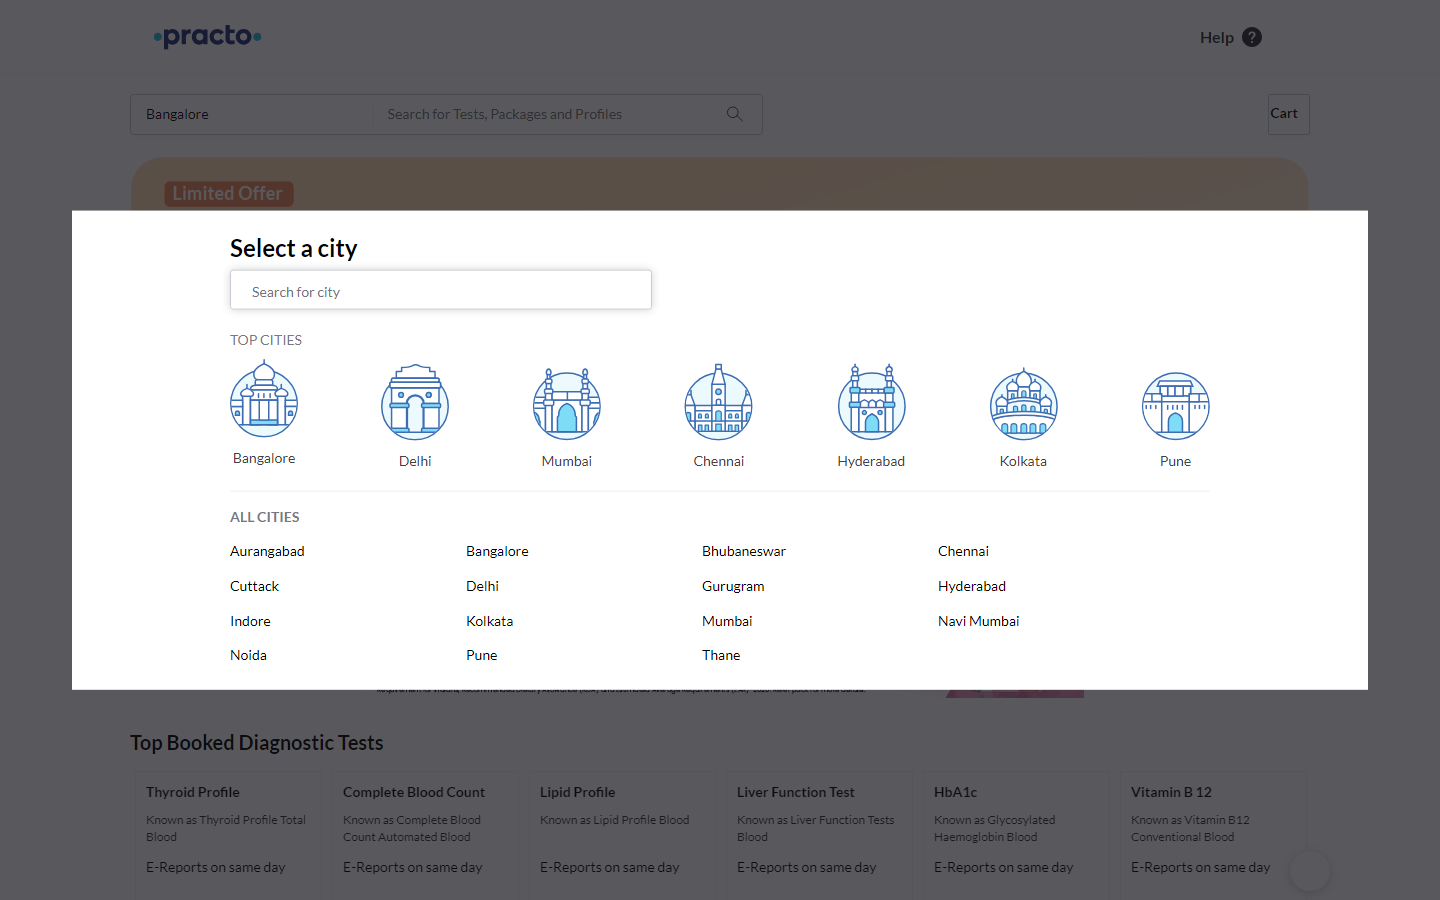 practo
Help
Bangalore
Search for Tests, Packages and Profiles
Cart
Limited Offer
Select a city
Search for city
TOP CITIES
Bangalore
Delhi
Mumbai
Chennai
Hyderabad
Kolkata
Pune
ALL CITIES
Aurangabad
Bangalore
Bhubaneswar
Chennai
Cuttack
Delhi
Gurugram
Hyderabad
Indore
Kolkata
Mumbai
Navi Mumbai
Noida
Pune
Thane
Top Booked Diagnostic Tests
Thyroid Profile
Known as Thyroid Profile Total
Blood
E-Reports on same day
Complete Blood Count
Known as Complete Blood
Count Automated Blood
E-Reports on same day
Lipid Profile
Known as Lipid Profile Blood
E-Reports on same day
Liver Function Test
Known as Liver Function Tests
Blood
E-Reports on same day
HbA1c
Known as Glycosylated
Haemoglobin Blood
E-Reports on same day
Vitamin B 12
Known as Vitamin B12
Conventional Blood
E-Reports on same day